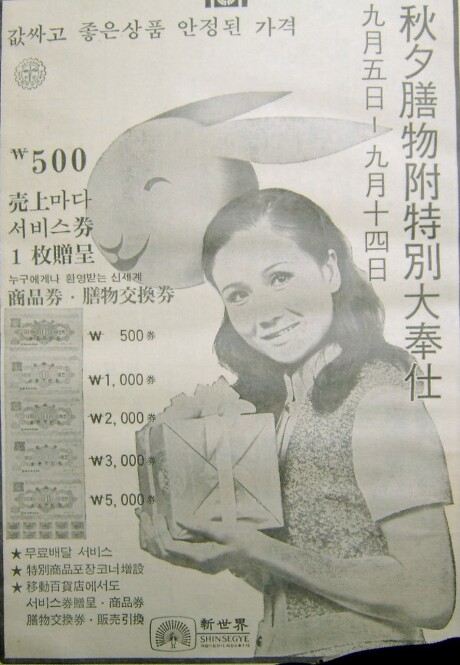 값싸고 좋은상품 안정된 가격
秋夕膳物附特別大奉仕
九月五日-九月十四日
₩500
売上마다
서비스券
1 枚贈呈
누구에게나 환영받는 신세계
商品券·膳物交換券
₩ 500券
₩1,000券
₩2,000券
₩3,000券
₩5,000券
★ 무료배달 서비스
★ 特別商品포장코너增設
★ 移動百貨店에서도
서비스券贈呈·商品券
膳物交換券·販売引換
新世界
SHINSEGYE